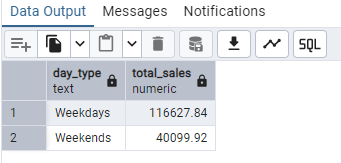 Data Output Messages Notifications
SQL
day_type total_sales
text numeric
1 Weekdays 116627.84
2 Weekends 40099.92